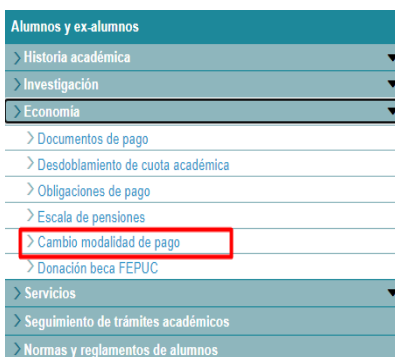 Alumnos y ex-alumnos
Historia académica
Investigación
Economía
Documentos de pago
Desdoblamiento de cuota académica
Obligaciones de pago
Escala de pensiones
Cambio modalidad de pago
Donación beca FEPUC
Servicios
Seguimiento de trámites académicos
Normas y reglamentos de alumnos